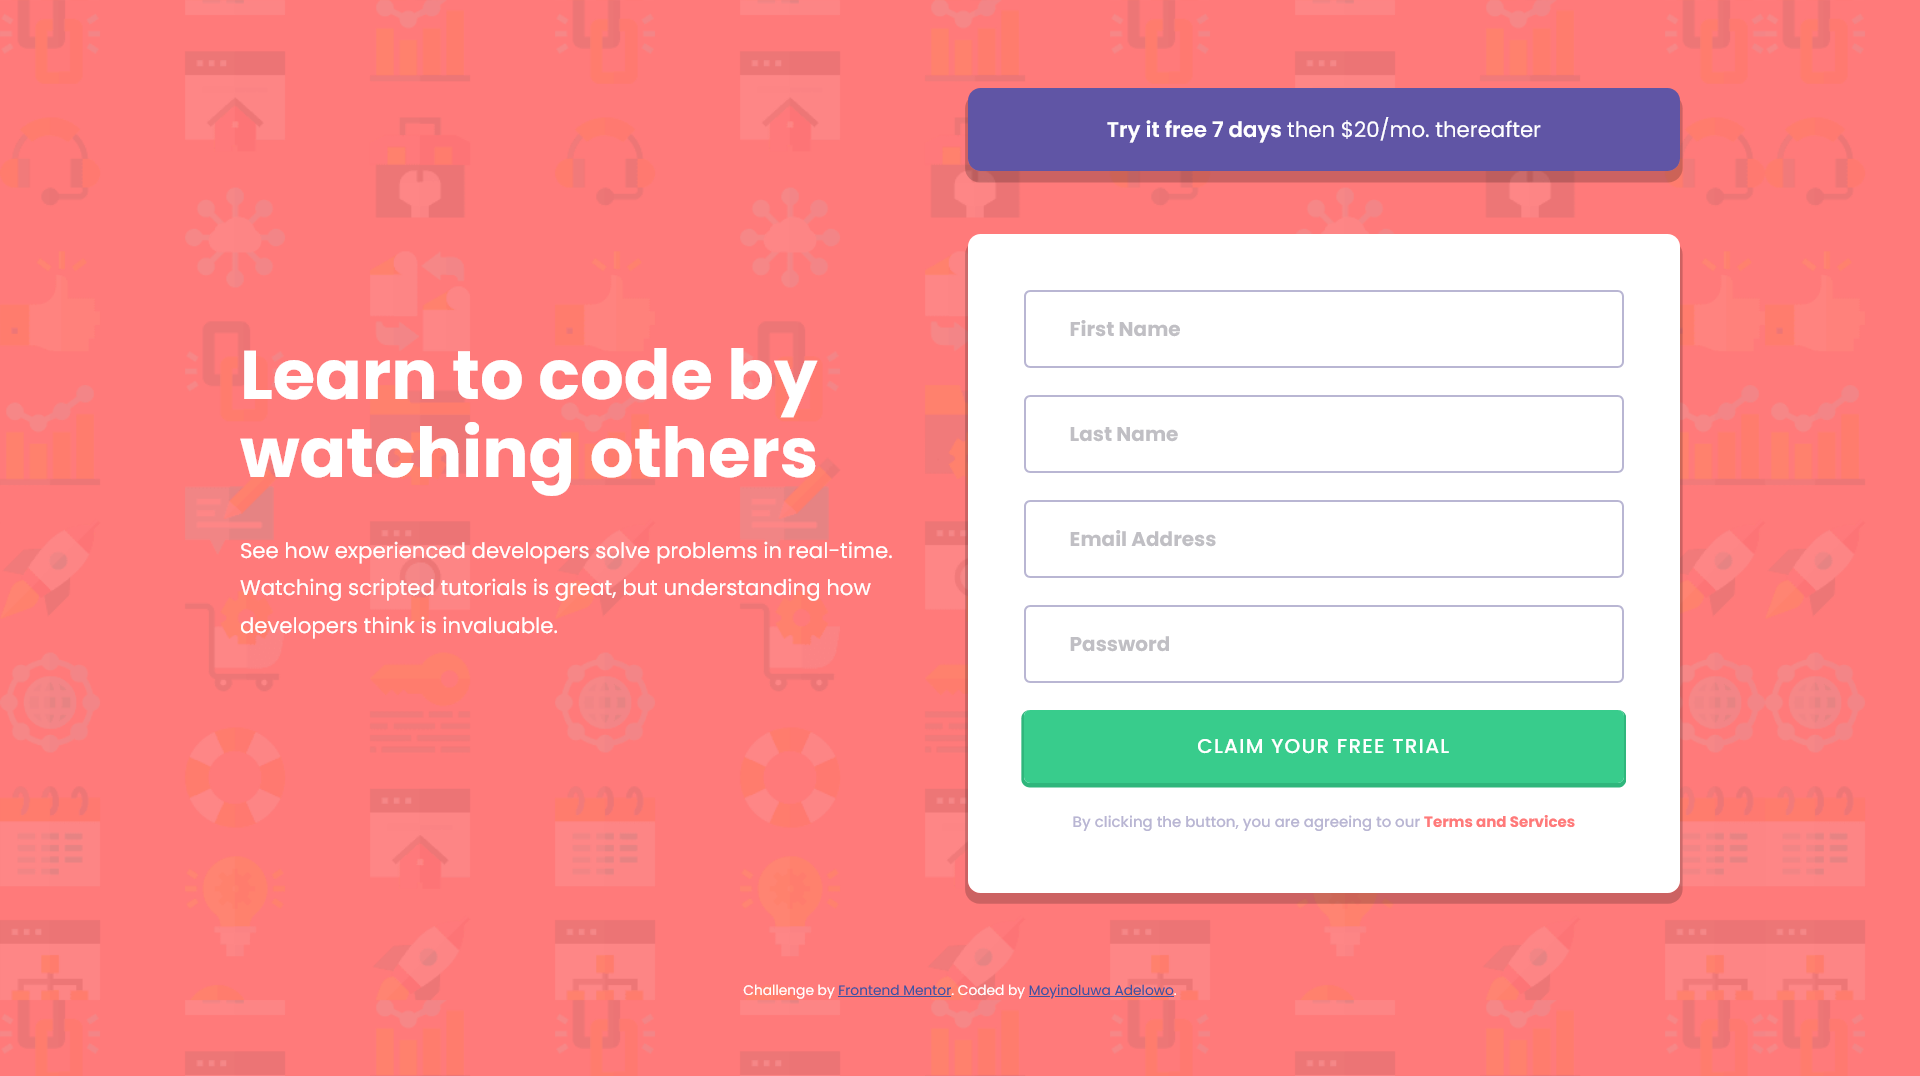 Learn to code by
watching others
See how experienced developers solve problems in real-time.
Watching scripted tutorials is great, but understanding how
developers think is invaluable.
Try it free 7 days then $20/mo. thereafter
First Name
Last Name
Email Address
Password
CLAIM YOUR FREE TRIAL
By clicking the button, you are agreeing to our Terms and Services
Challenge by Frontend Mentor. Coded by Moyinoluwa Adelowo.